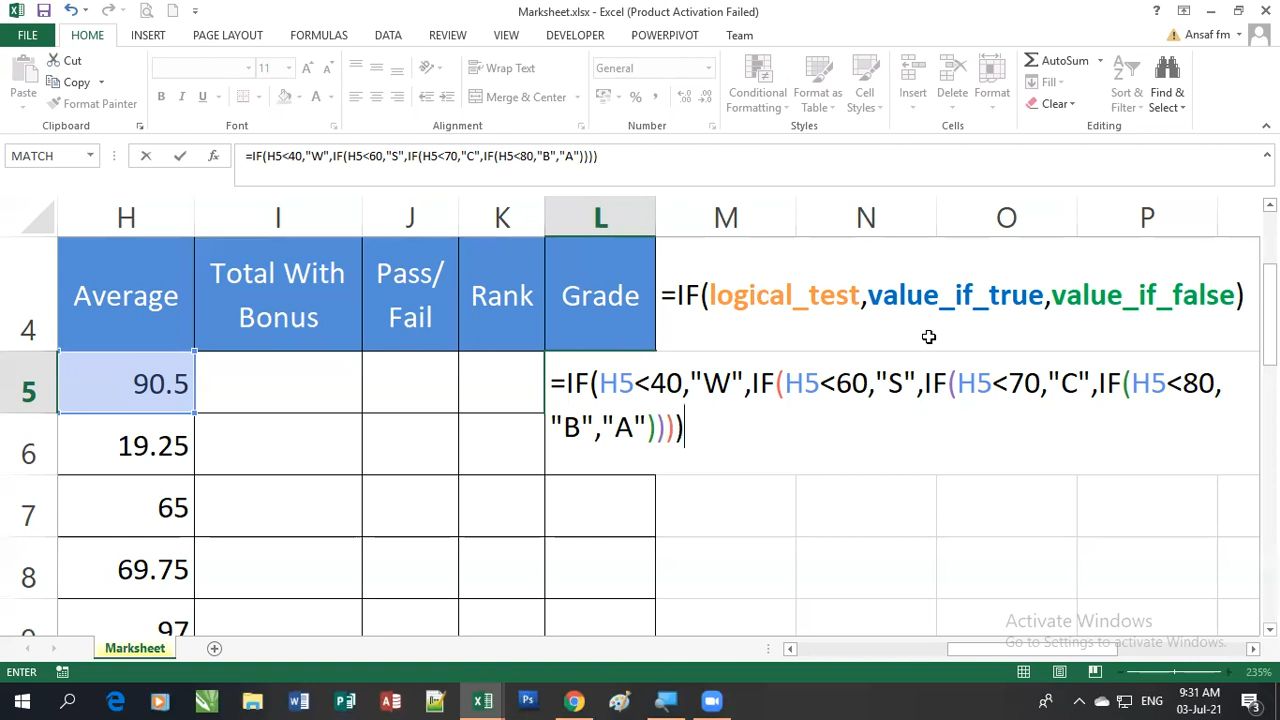 Marksheet.xlsx - Excel (Product Activation Failed)
FILE HOME INSERT PAGE LAYOUT FORMULAS DATA REVIEW VIEW DEVELOPER POWERPIVOT Team Ansaf fm
Paste
Cut
Copy
Format Painter
Clipboard
11
B I U
Font
Wrap Text
Merge & Center
Alignment
General
Number
Conditional Formatting
Format as Table
Cell Styles
Styles
Insert Delete Format
Cells
AutoSum
Fill
Clear
Sort & Filter
Find & Select
Editing
MATCH
=IF(H5<40,"W",IF(H5<60,"S",IF(H5<70,"C",IF(H5<80,"B","A"))))
H I J K L M N O P
4
Average
Total With
Bonus
Pass/
Fail
Rank
Grade
=IF(logical_test,value_if_true,value_if_false)
5 90.5 =IF(H5<40,"W",IF(H5<60,"S",IF(H5<70,"C",IF(H5<80,
"B","A"))))
6 19.25
7 65
8 69.75
9 97
Activate Windows
Go to Settings to activate Windows.
Marksheet
ENTER 235%
ENG 9:31 AM
03-Jul-21
3